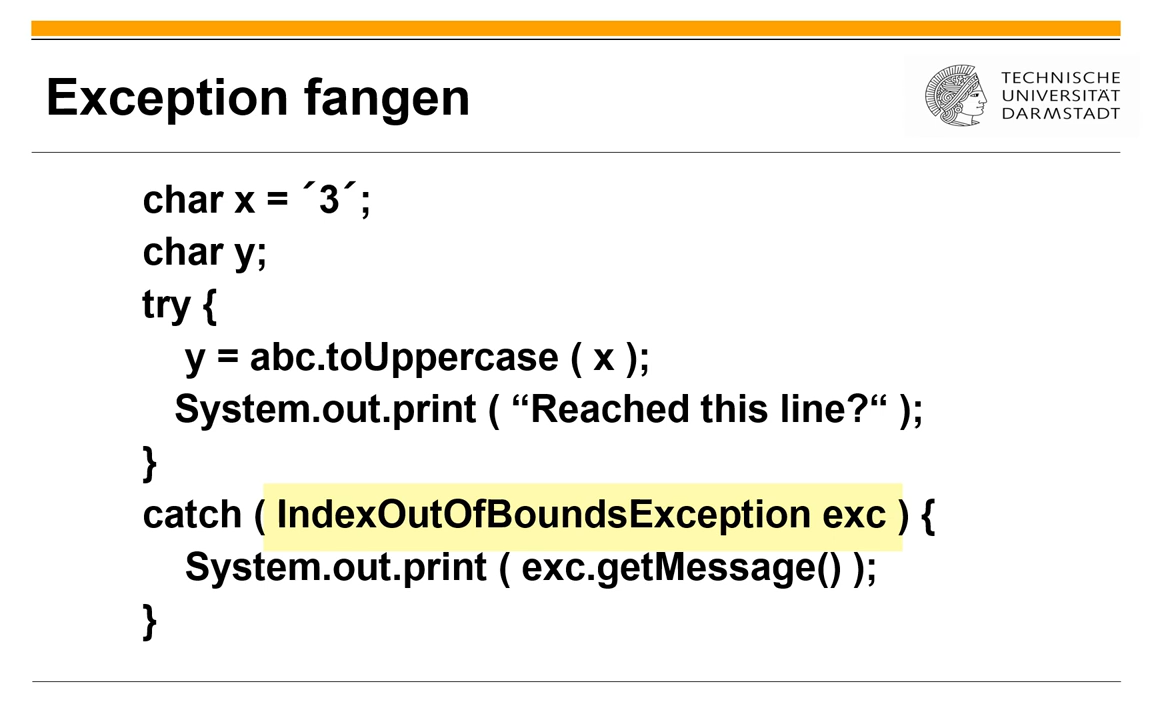 Exception fangen
TECHNISCHE
UNIVERSITÄT
DARMSTADT
char x = ´3´;
char y;
try {
y = abc.toUppercase ( x );
System.out.print ( “Reached this line?“ );
}
catch ( IndexOutOfBoundsException exc ) {
System.out.print ( exc.getMessage() );
}